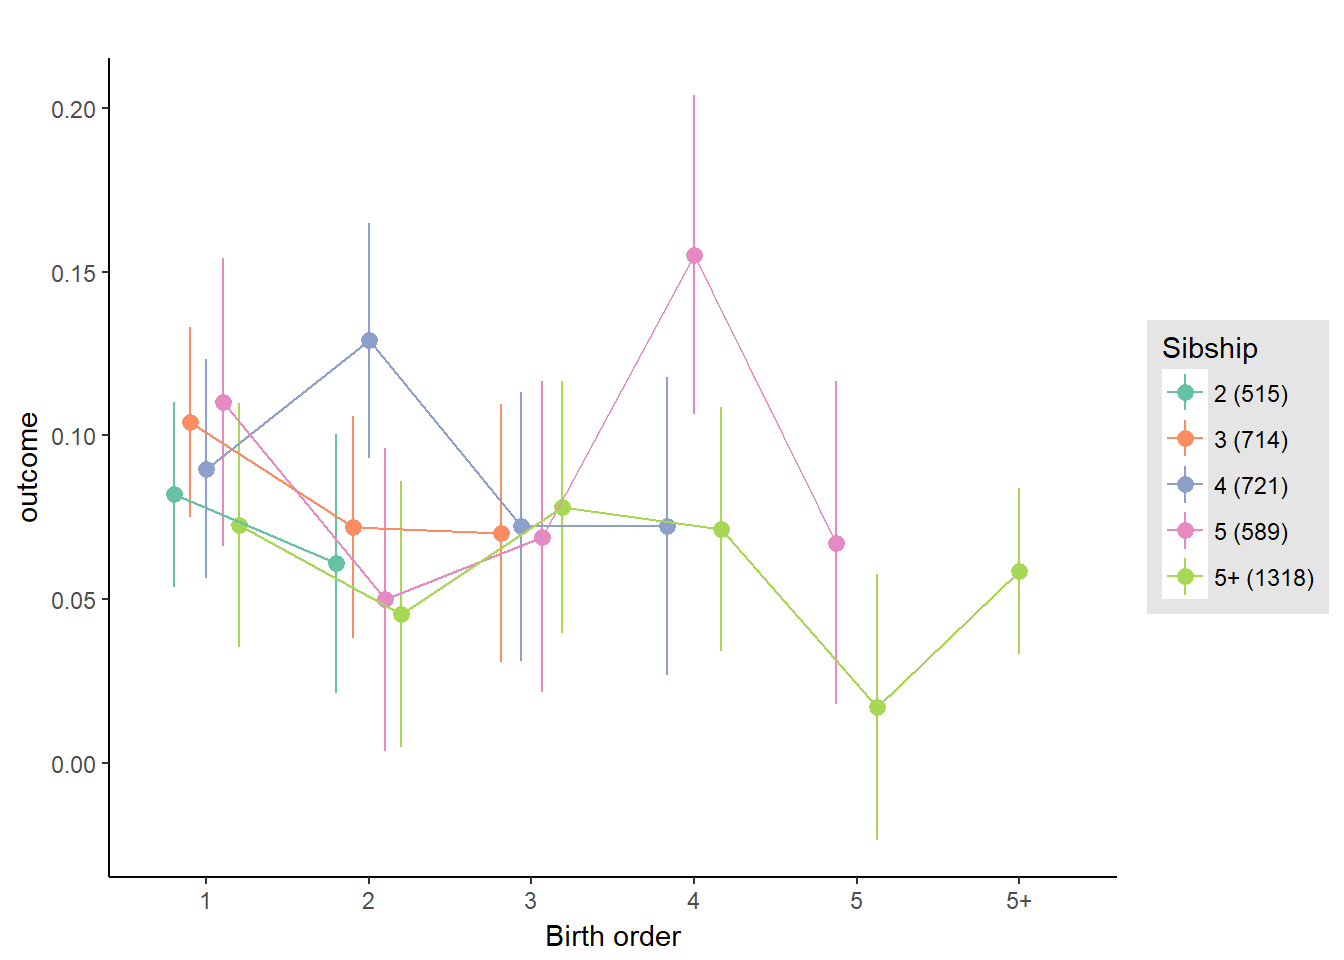 0.20
0.15
0.10
0.05
0.00
outcome
1 2 3 4 5 5+
Birth order
Sibship
2 (515)
3 (714)
4 (721)
5 (589)
5+ (1318)